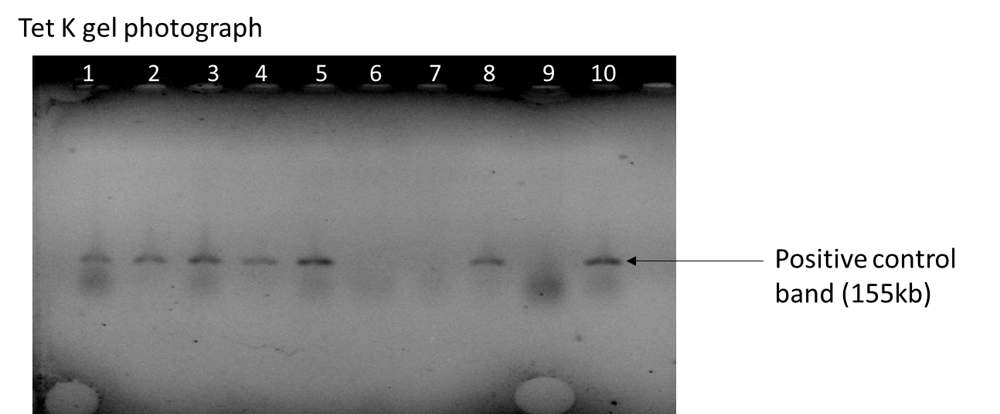 Tet K gel photograph
1 2 3 4 5 6 7 8 9 10
Positive control
band (155kb)